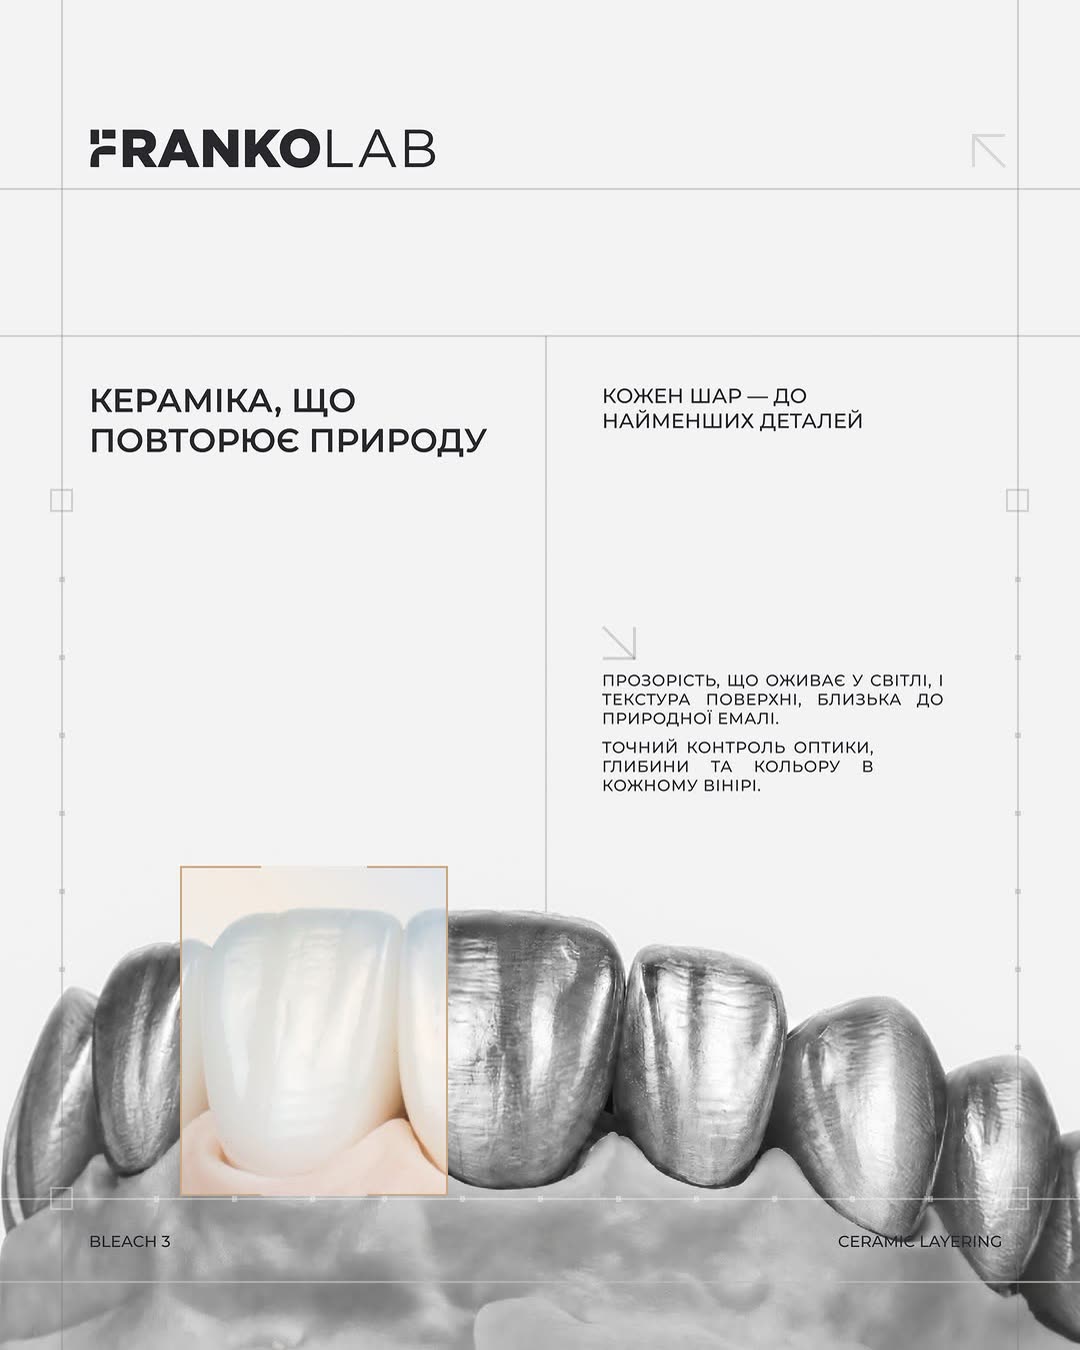 FRANKOLAB
КЕРАМІКА, ЩО
ПОВТОРЮЄ ПРИРОДУ
КОЖЕН ШАР — ДО
НАЙМЕНШИХ ДЕТАЛЕЙ
ПРОЗОРІСТЬ, ЩО ОЖИВАЄ У СВІТЛІ, І
ТЕКСТУРА ПОВЕРХНІ, БЛИЗЬКА ДО
ПРИРОДНОЇ ЕМАЛІ.
ТОЧНИЙ КОНТРОЛЬ ОПТИКИ,
ГЛИБИНИ ТА КОЛЬОРУ В
КОЖНОМУ ВІНІРІ.
BLEACH 3
CERAMIC LAYERING